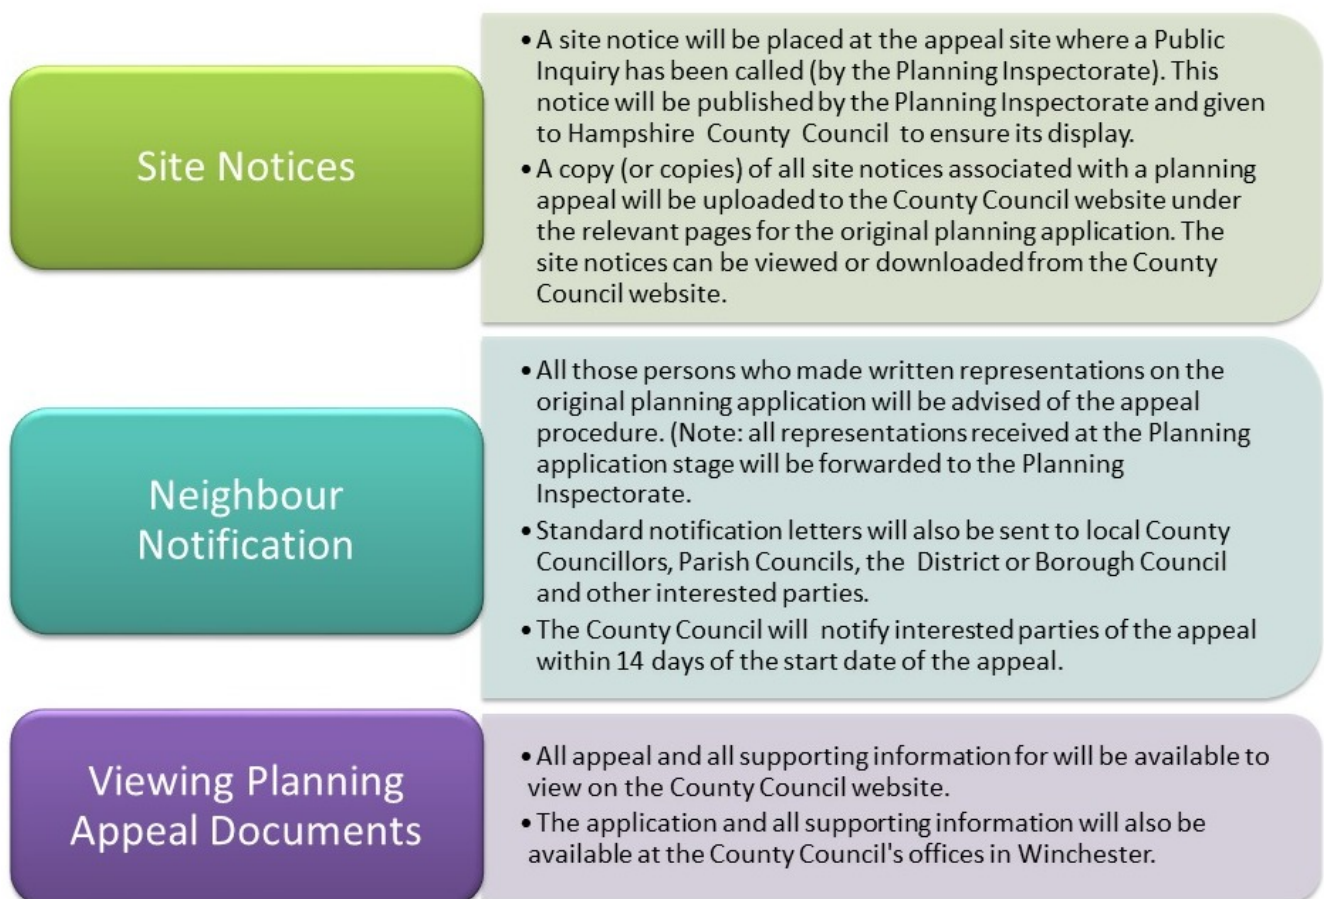 Site Notices
• A site notice will be placed at the appeal site where a Public
Inquiry has been called (by the Planning Inspectorate). This
notice will be published by the Planning Inspectorate and given
to Hampshire County Council to ensure its display.
• A copy (or copies) of all site notices associated with a planning
appeal will be uploaded to the County Council website under
the relevant pages for the original planning application. The
site notices can be viewed or downloaded from the County
Council website.
Neighbour
Notification
• All those persons who made written representations on the
original planning application will be advised of the appeal
procedure. (Note: all representations received at the Planning
application stage will be forwarded to the Planning
Inspectorate.
• Standard notification letters will also be sent to local County
Councillors, Parish Councils, the District or Borough Council
and other interested parties.
• The County Council will notify interested parties of the appeal
within 14 days of the start date of the appeal.
Viewing Planning
Appeal Documents
• All appeal and all supporting information for will be available to
view on the County Council website.
• The application and all supporting information will also be
available at the County Council's offices in Winchester.